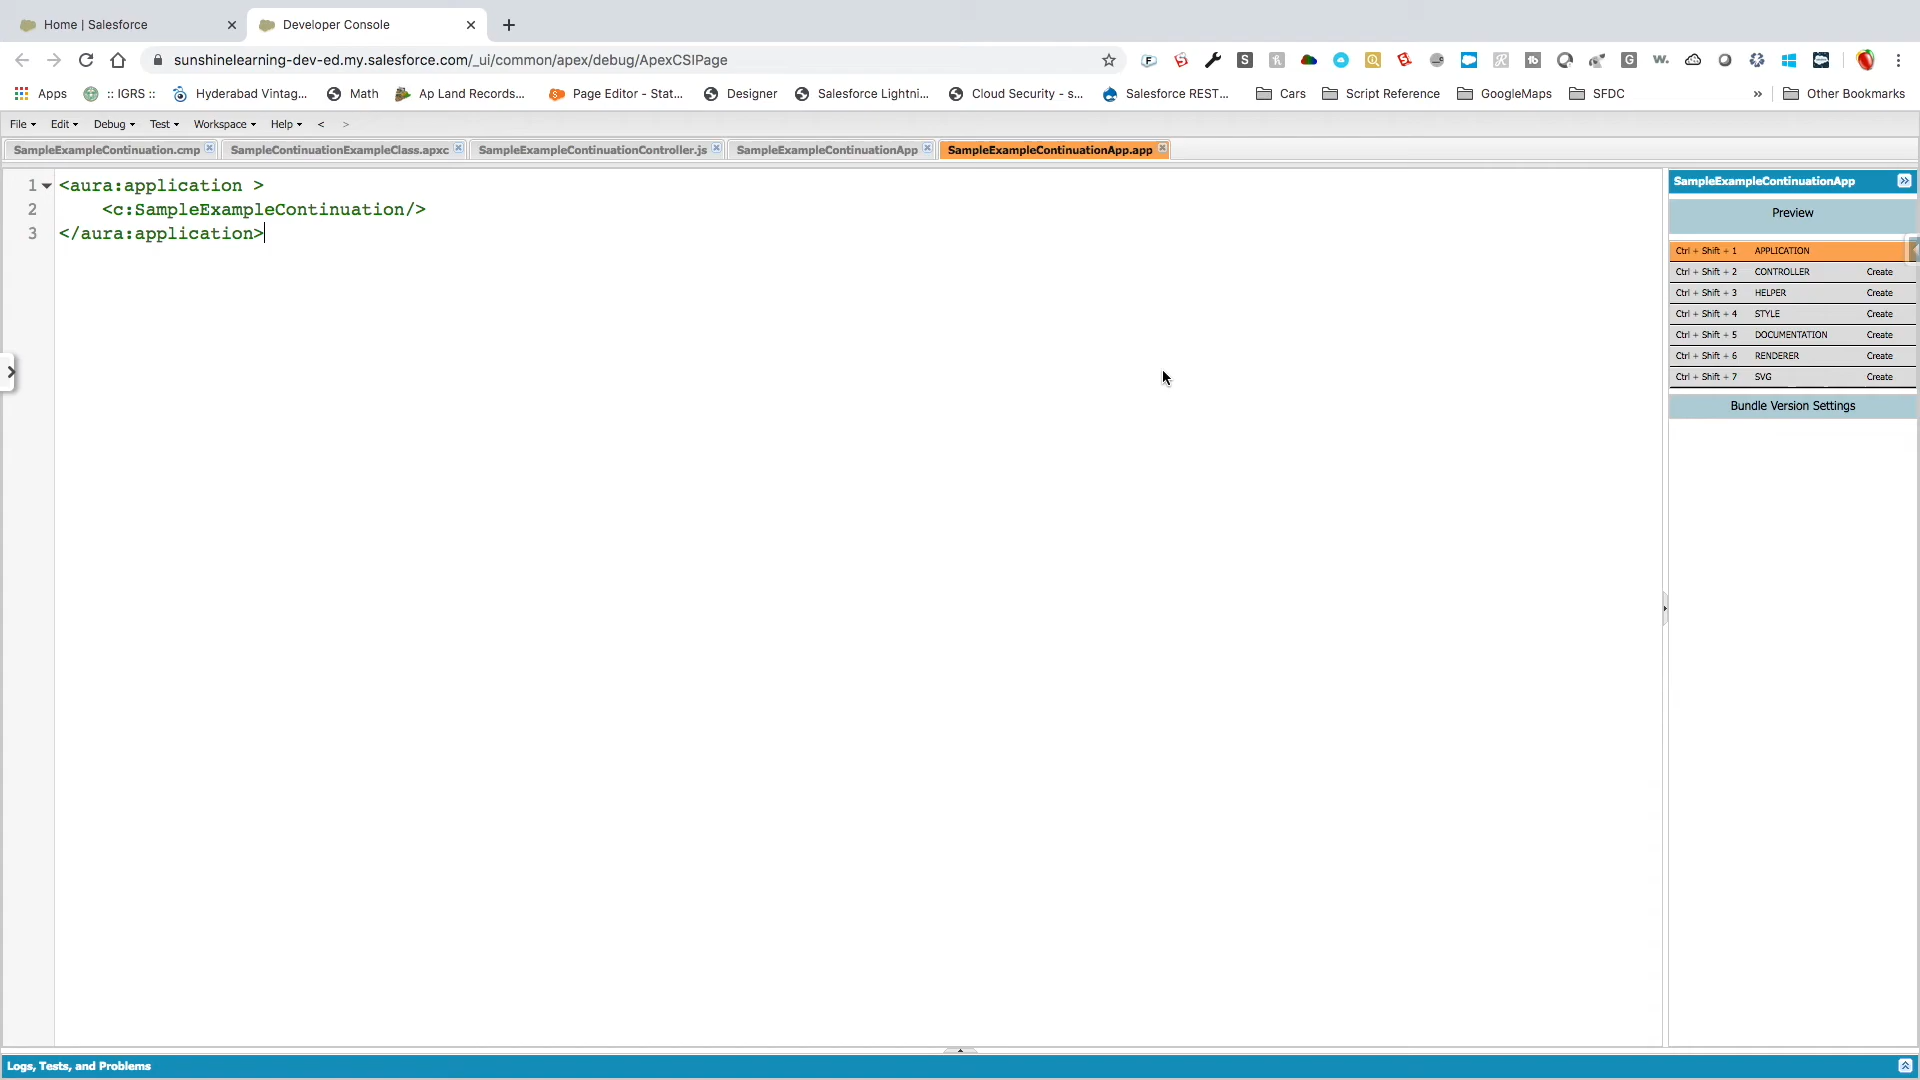 Home | Salesforce
Developer Console
sunshinelearning-dev-ed.my.salesforce.com/_ui/common/apex/debug/ApexCSIPage
Apps
:: IGRS ::
Hyderabad Vintag...
Math
Ap Land Records...
Page Editor - Stat...
Designer
Salesforce Lightni...
Cloud Security - s...
Salesforce REST...
Cars
Script Reference
GoogleMaps
SFDC
»
Other Bookmarks
File Edit Debug Test Workspace Help < >
SampleExampleContinuation.cmp
SampleContinuationExampleClass.apxc
SampleExampleContinuationController.js
SampleExampleContinuationApp
SampleExampleContinuationApp.app
1 <aura:application >
2 <c:SampleExampleContinuation/>
3 </aura:application>
SampleExampleContinuationApp
Preview
Ctrl + Shift + 1 APPLICATION
Ctrl + Shift + 2 CONTROLLER Create
Ctrl + Shift + 3 HELPER Create
Ctrl + Shift + 4 STYLE Create
Ctrl + Shift + 5 DOCUMENTATION Create
Ctrl + Shift + 6 RENDERER Create
Ctrl + Shift + 7 SVG Create
Bundle Version Settings
Logs, Tests, and Problems